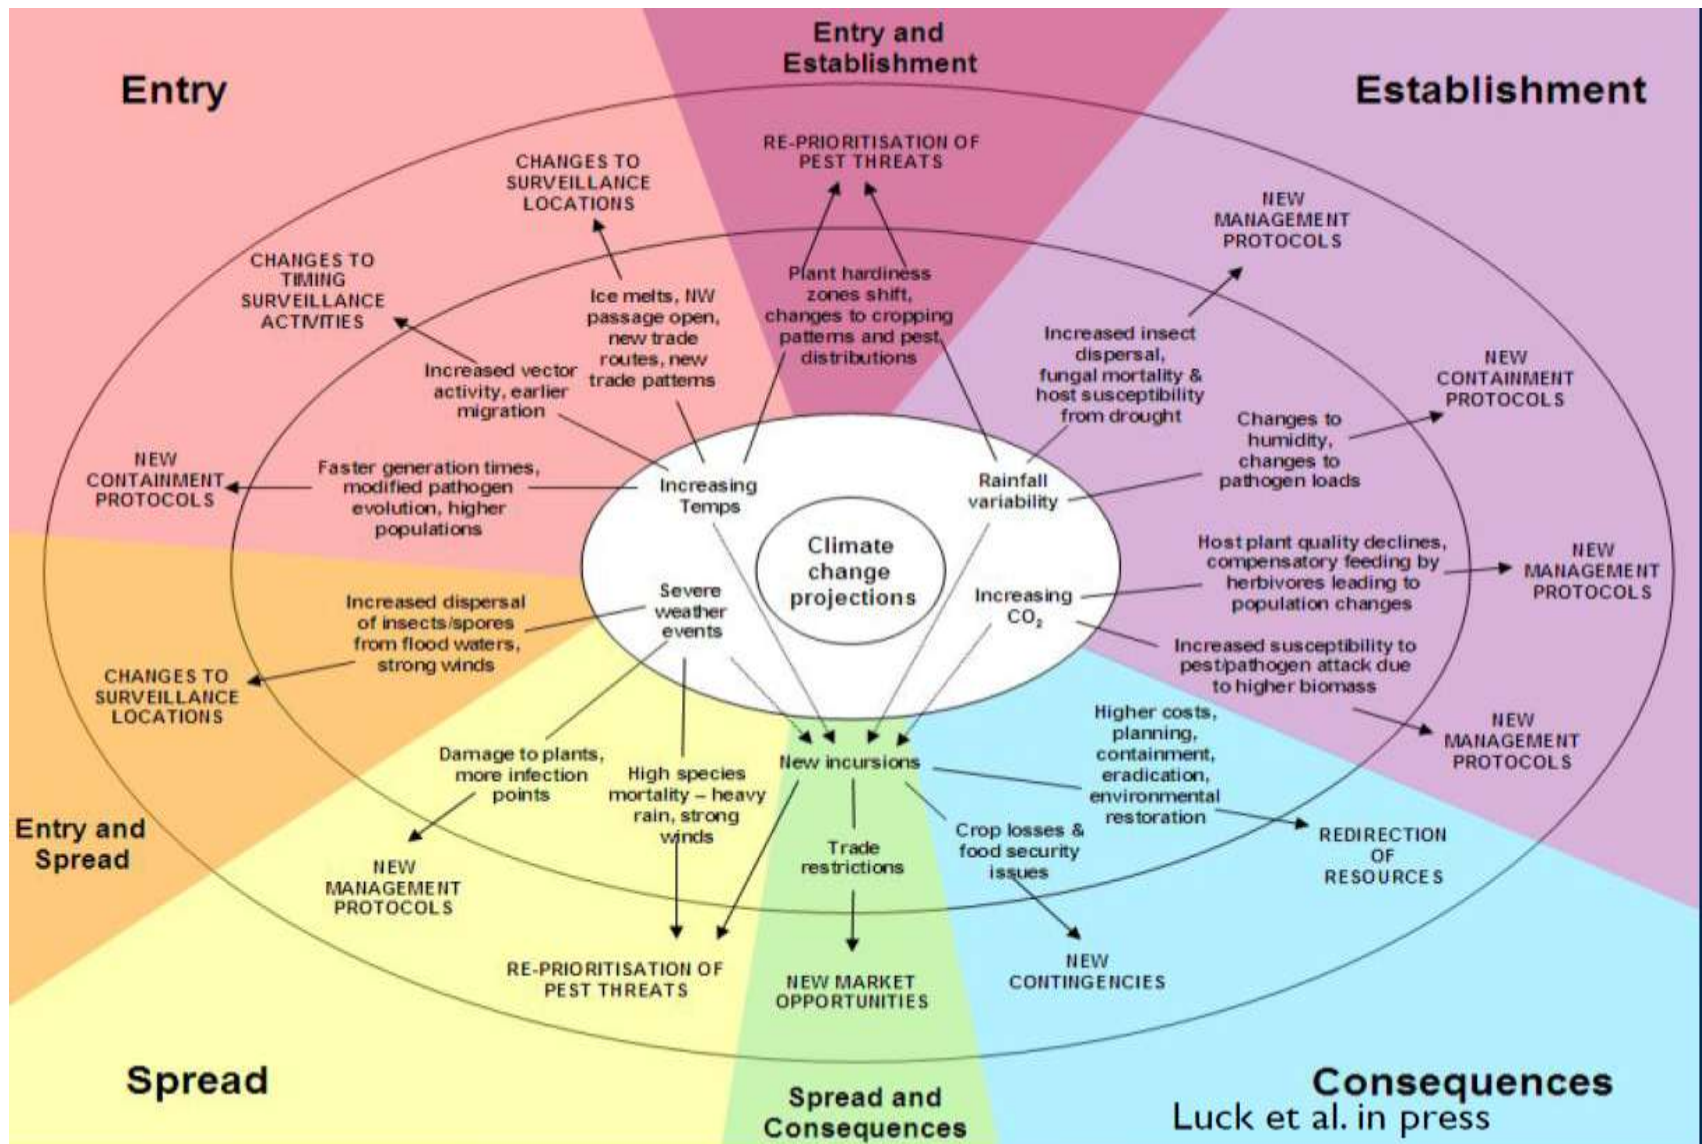 Entry
Entry and
Establishment
Establishment
RE-PRIORITISATION OF
PEST THREATS
CHANGES TO
SURVEILLANCE
LOCATIONS
NEW
MANAGEMENT
PROTOCOLS
CHANGES TO
TIMING
SURVEILLANCE
ACTIVITIES
Ice melts, NW
passage open,
new trade
routes, new
trade patterns
Plant hardiness
zones shift,
changes to cropping
patterns and pest
distributions
Increased insect
dispersal,
fungal mortality &
host susceptibility
from drought
NEW
CONTAINMENT
PROTOCOLS
Increased vector
activity, earlier
migration
Changes to
humidity,
changes to
pathogen loads
NEW
CONTAINMENT
PROTOCOLS
Faster generation times,
modified pathogen
evolution, higher
populations
Increasing
Temps
Rainfall
variability
Climate
change
projections
Host plant quality declines,
compensatory feeding by
herbivores leading to
population changes
NEW
MANAGEMENT
PROTOCOLS
Increased dispersal
of insects/spores
from flood waters,
strong winds
Severe
weather
events
Increasing
CO₂
Increased susceptibility to
pest/pathogen attack due
to higher biomass
CHANGES TO
SURVEILLANCE
LOCATIONS
NEW
MANAGEMENT
PROTOCOLS
Damage to plants,
more infection
points
High species
mortality – heavy
rain, strong
winds
New incursions
Higher costs,
planning,
containment,
eradication,
environmental
restoration
Entry and
Spread
Trade
restrictions
Crop losses &
food security
issues
REDIRECTION
OF
RESOURCES
NEW
MANAGEMENT
PROTOCOLS
RE-PRIORITISATION OF
PEST THREATS
NEW MARKET
OPPORTUNITIES
NEW
CONTINGENCIES
Spread
Spread and
Consequences
Consequences
Luck et al. in press